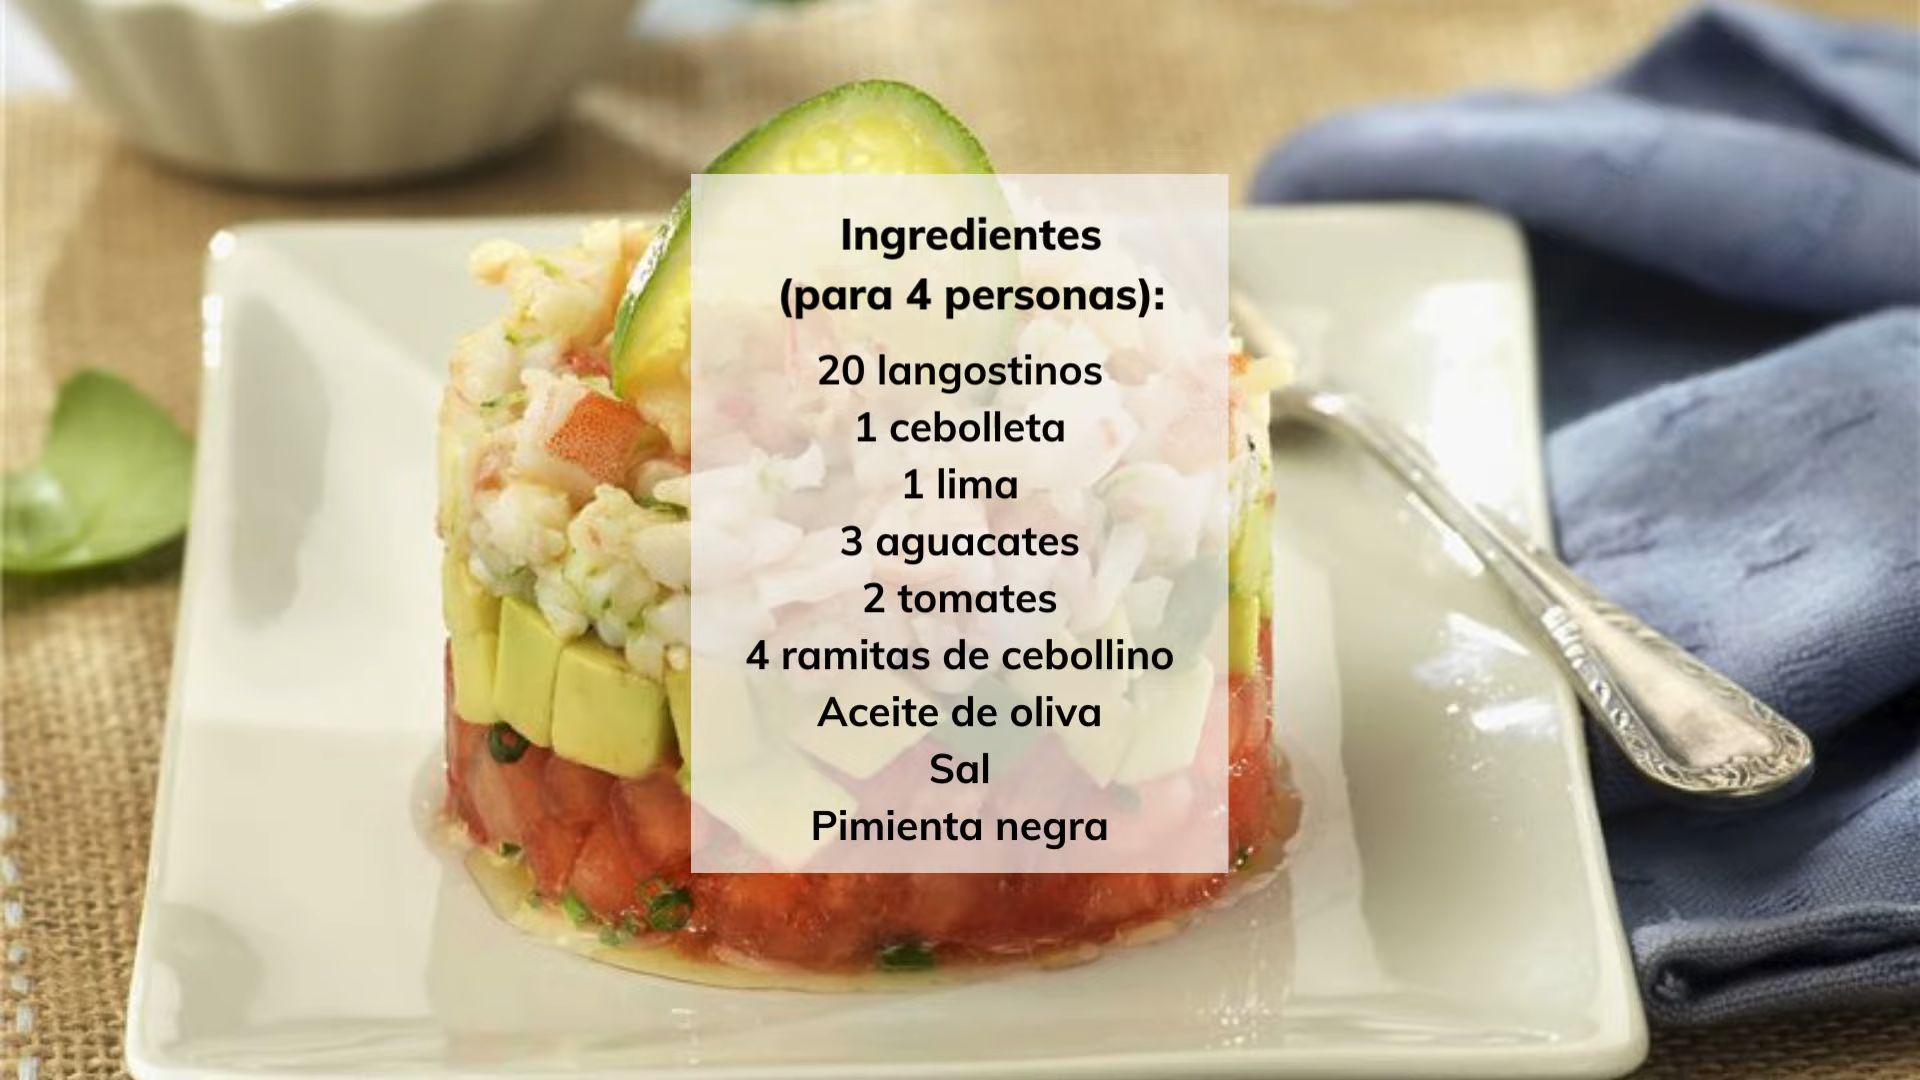 Ingredientes
(para 4 personas):
20 langostinos
1 cebolleta
1 lima
3 aguacates
2 tomates
4 ramitas de cebollino
Aceite de oliva
Sal
Pimienta negra